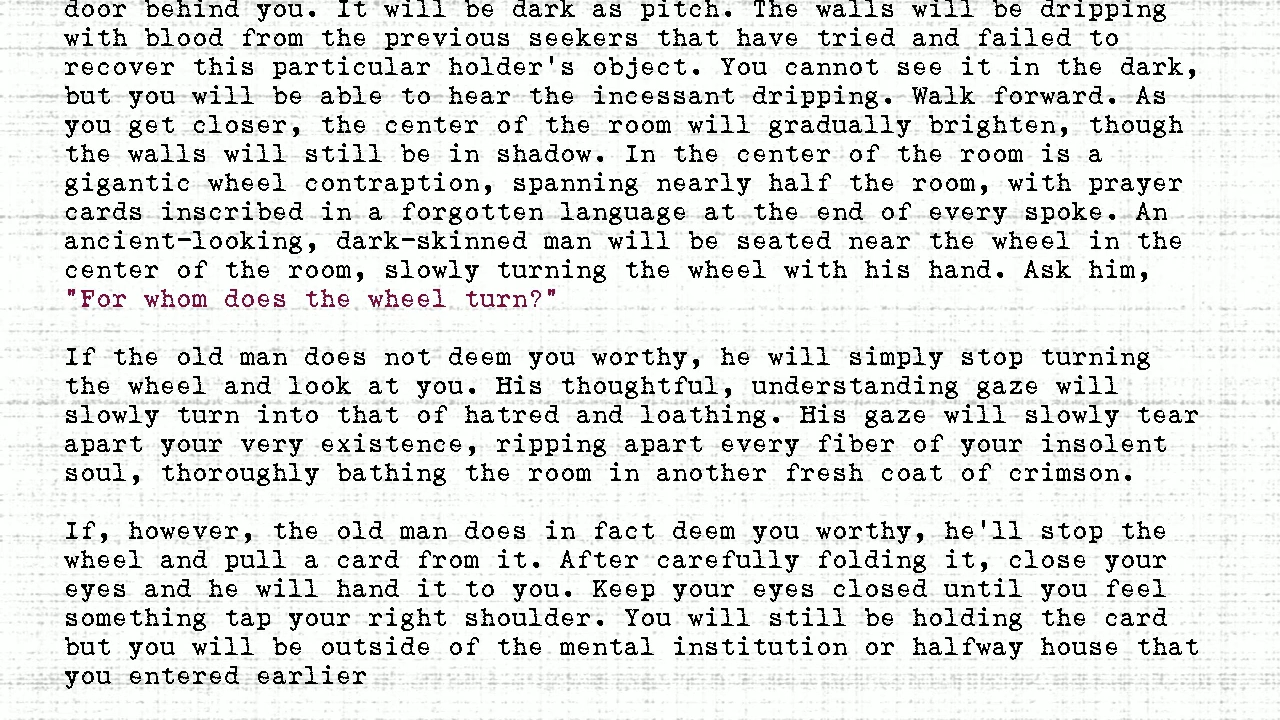 door behind you. It will be dark as pitch. The walls will be dripping
with blood from the previous seekers that have tried and failed to
recover this particular holder's object. You cannot see it in the dark,
but you will be able to hear the incessant dripping. Walk forward. As
you get closer, the center of the room will gradually brighten, though
the walls will still be in shadow. In the center of the room is a
gigantic wheel contraption, spanning nearly half the room, with prayer
cards inscribed in a forgotten language at the end of every spoke. An
ancient-looking, dark-skinned man will be seated near the wheel in the
center of the room, slowly turning the wheel with his hand. Ask him,
"For whom does the wheel turn?"
If the old man does not deem you worthy, he will simply stop turning
the wheel and look at you. His thoughtful, understanding gaze will
slowly turn into that of hatred and loathing. His gaze will slowly tear
apart your very existence, ripping apart every fiber of your insolent
soul, thoroughly bathing the room in another fresh coat of crimson.
If, however, the old man does in fact deem you worthy, he'll stop the
wheel and pull a card from it. After carefully folding it, close your
eyes and he will hand it to you. Keep your eyes closed until you feel
something tap your right shoulder. You will still be holding the card
but you will be outside of the mental institution or halfway house that
you entered earlier